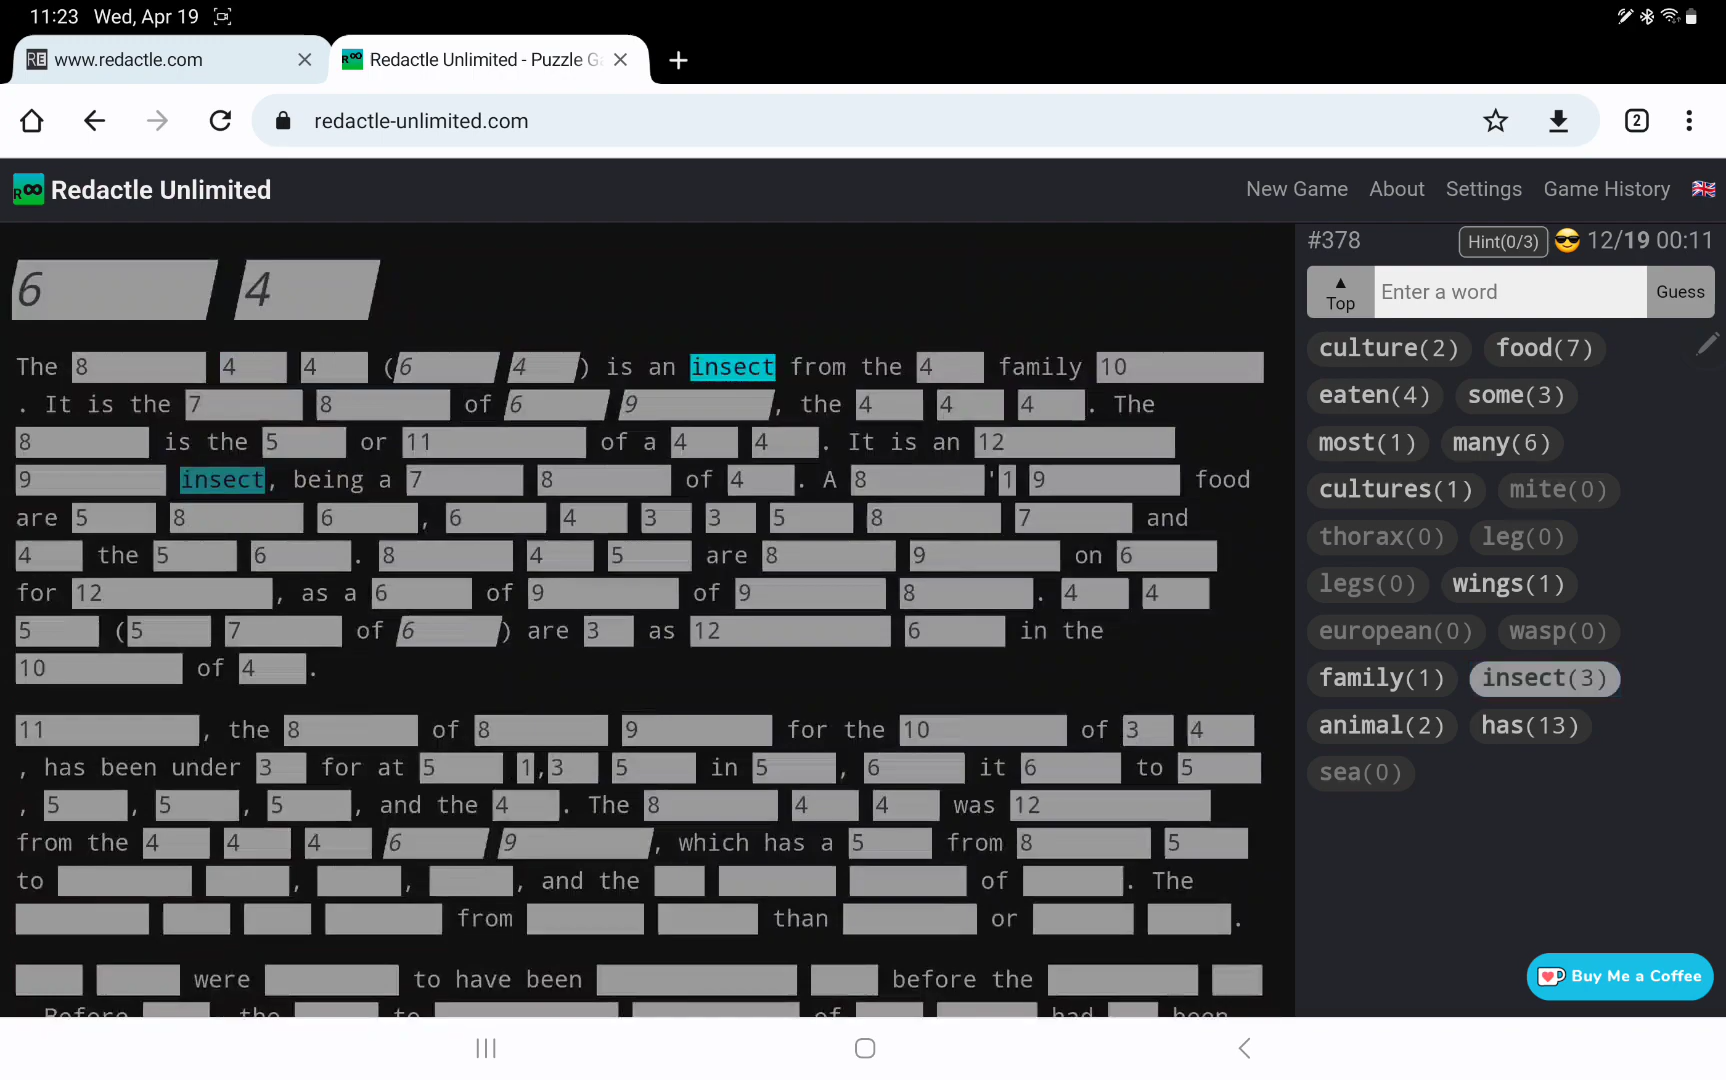 11:23 Wed, Apr 19
RE www.redactle.com
R∞ Redactle Unlimited - Puzzle Ga
redactle-unlimited.com
2
R∞ Redactle Unlimited
New Game About Settings Game History
#378 Hint(0/3) 12/19 00:11
▲ Top Enter a word Guess
6 4
The 8 4 4 (6 4) is an insect from the 4 family 10
. It is the 7 8 of 6 9, the 4 4 4. The
8 is the 5 or 11 of a 4 4. It is an 12
9 insect, being a 7 8 of 4. A 8'1 9 food
are 5 8 6, 6 4 3 3 5 8 7 and
4 the 5 6. 8 4 5 are 8 9 on 6
for 12, as a 6 of 9 of 9 8. 4 4
5 (5 7 of 6) are 3 as 12 6 in the
10 of 4.
11, the 8 of 8 9 for the 10 of 3 4
, has been under 3 for at 5 1,3 5 in 5, 6 it 6 to 5
, 5, 5, 5, and the 4. The 8 4 4 was 12
from the 4 4 4 6 9, which has a 5 from 8 5
to , , , and the of . The
from than or .
were to have been before the
. Before , the to of had been
culture(2) food(7)
eaten(4) some(3)
most(1) many(6)
cultures(1) mite(0)
thorax(0) leg(0)
legs(0) wings(1)
european(0) wasp(0)
family(1) insect(3)
animal(2) has(13)
sea(0)
Buy Me a Coffee